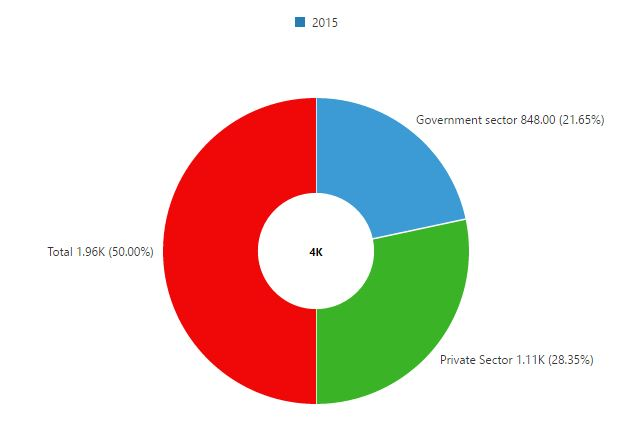 2015
Government sector 848.00 (21.65%)
Total 1.96K (50.00%)
4K
Private Sector 1.11K (28.35%)